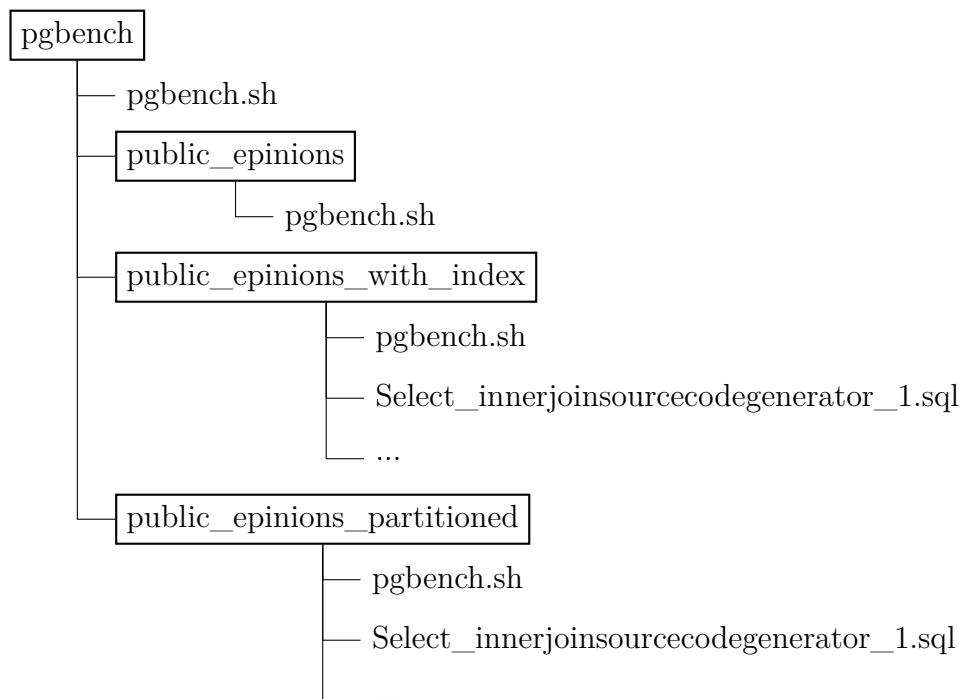 pgbench
pgbench.sh
public_epinions
pgbench.sh
public_epinions_with_index
pgbench.sh
Select_innerjoinsourcecodegenerator_1.sql
...
public_epinions_partitioned
pgbench.sh
Select_innerjoinsourcecodegenerator_1.sql